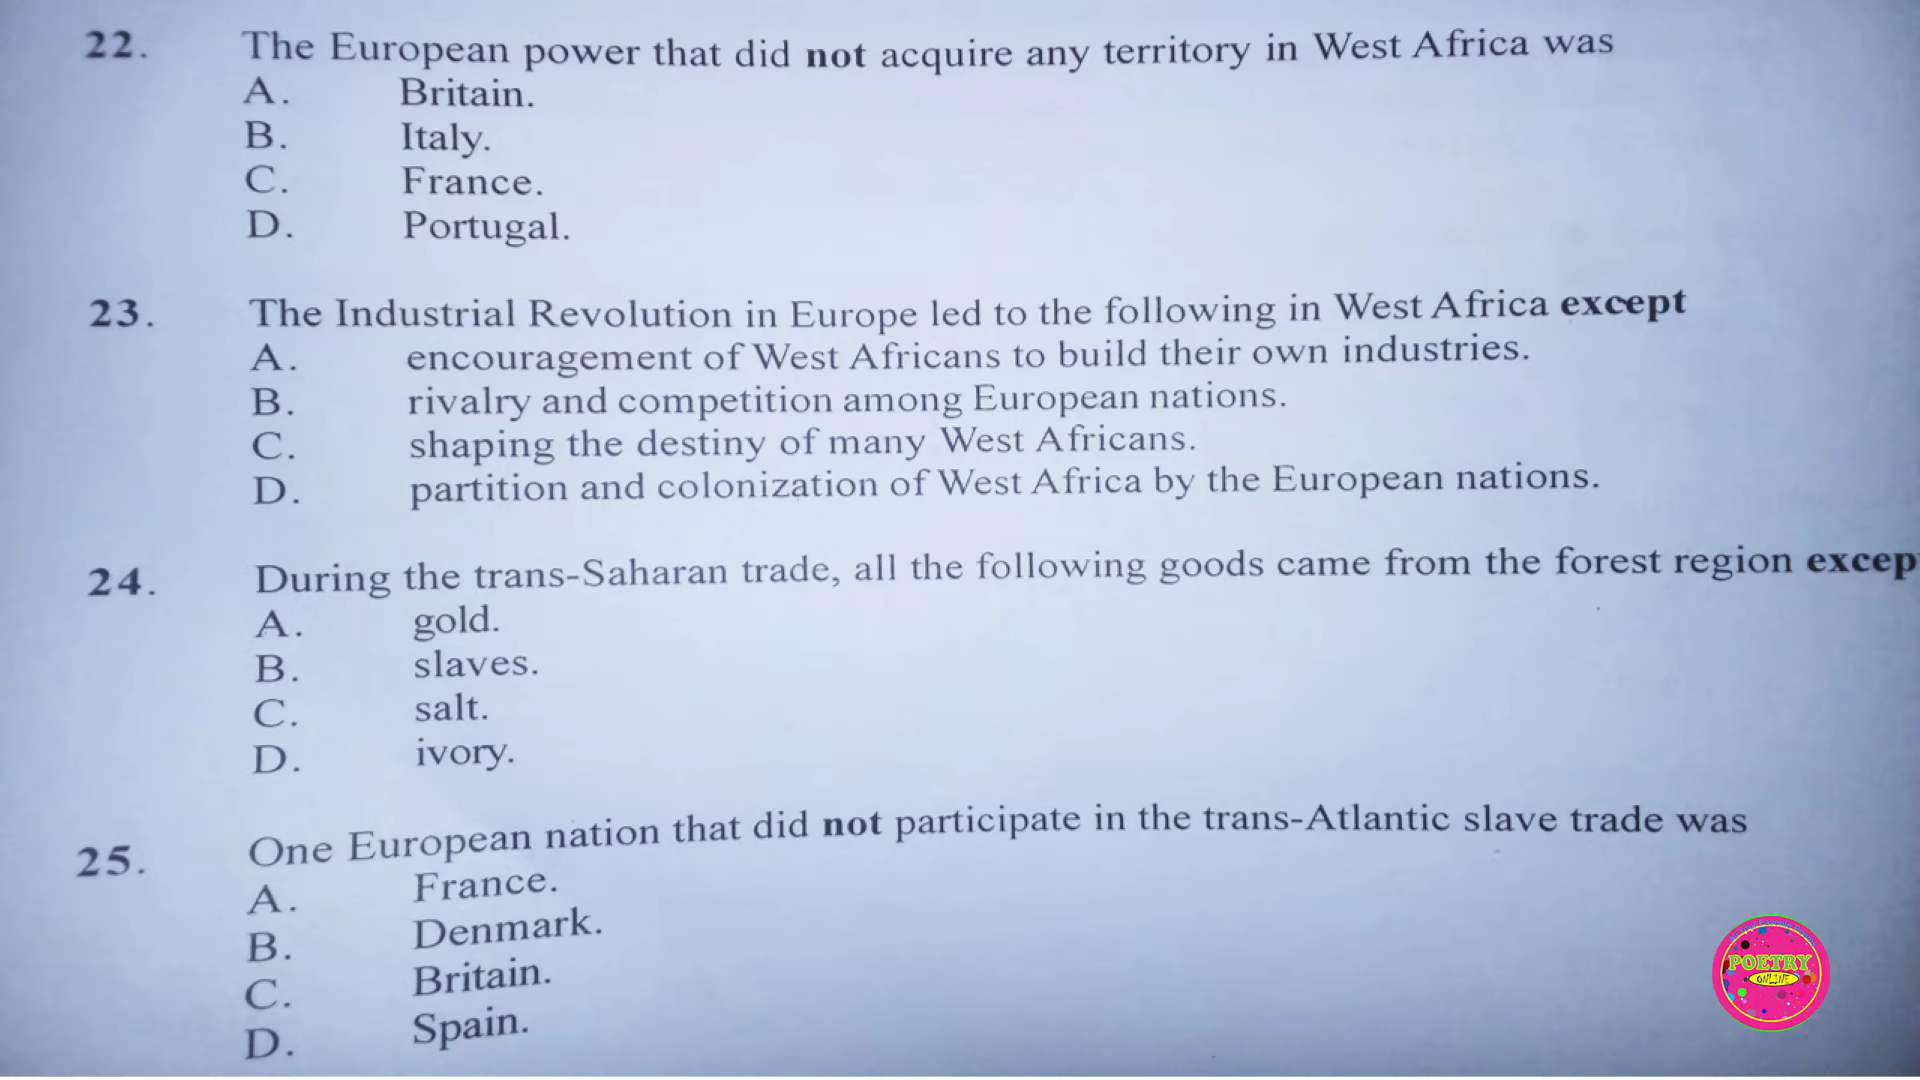 22. The European power that did not acquire any territory in West Africa was
A. Britain.
B. Italy.
C. France.
D. Portugal.
23. The Industrial Revolution in Europe led to the following in West Africa except
A. encouragement of West Africans to build their own industries.
B. rivalry and competition among European nations.
C. shaping the destiny of many West Africans.
D. partition and colonization of West Africa by the European nations.
24. During the trans-Saharan trade, all the following goods came from the forest region excep
A. gold.
B. slaves.
C. salt.
D. ivory.
25. One European nation that did not participate in the trans-Atlantic slave trade was
A. France.
B. Denmark.
C. Britain.
D. Spain.
POETRY
ONLINE